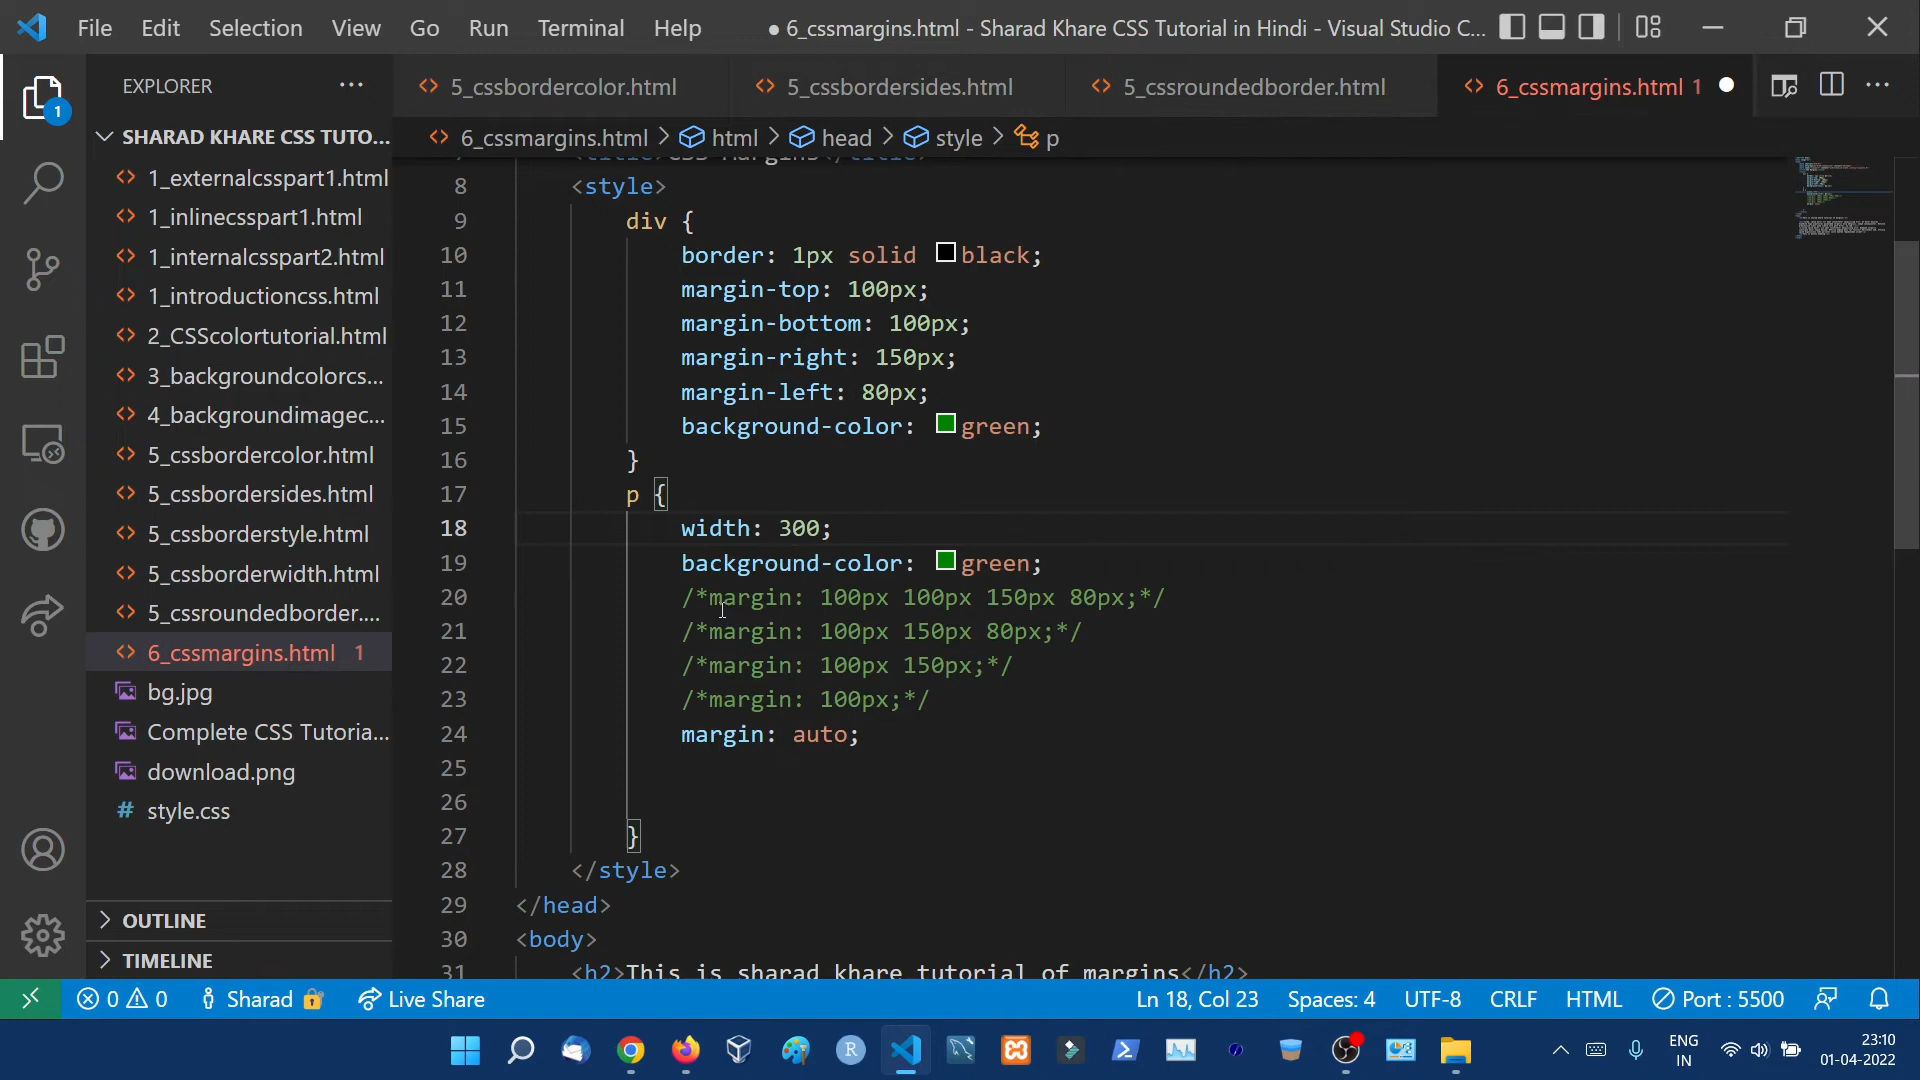 File Edit Selection View Go Run Terminal Help ● 6_cssmargins.html - Sharad Khare CSS Tutorial in Hindi - Visual Studio C...
EXPLORER ...
5_cssbordercolor.html 5_cssbordersides.html 5_cssroundedborder.html 6_cssmargins.html 1
6_cssmargins.html > html > head > style > p
SHARAD KHARE CSS TUTO...
1_externalcsspart1.html
1_inlinecsspart1.html
1_internalcsspart2.html
1_introductioncss.html
2_CSScolortutorial.html
3_backgroundcolorcs...
4_backgroundimagec...
5_cssbordercolor.html
5_cssbordersides.html
5_cssborderstyle.html
5_cssborderwidth.html
5_cssroundedborder....
6_cssmargins.html 1
bg.jpg
Complete CSS Tutoria...
download.png
style.css
OUTLINE
TIMELINE
<title>CSS Margins</title>
8 <style>
9 div {
10 border: 1px solid black;
11 margin-top: 100px;
12 margin-bottom: 100px;
13 margin-right: 150px;
14 margin-left: 80px;
15 background-color: green;
16 }
17 p {
18 width: 300;
19 background-color: green;
20 /*margin: 100px 100px 150px 80px;*/
21 /*margin: 100px 150px 80px;*/
22 /*margin: 100px 150px;*/
23 /*margin: 100px;*/
24 margin: auto;
25
26
27 }
28 </style>
29 </head>
30 <body>
31 <h2>This is sharad khare tutorial of margins</h2>
0 0 Sharad Live Share Ln 18, Col 23 Spaces: 4 UTF-8 CRLF HTML Port : 5500
ENG
IN
23:10
01-04-2022